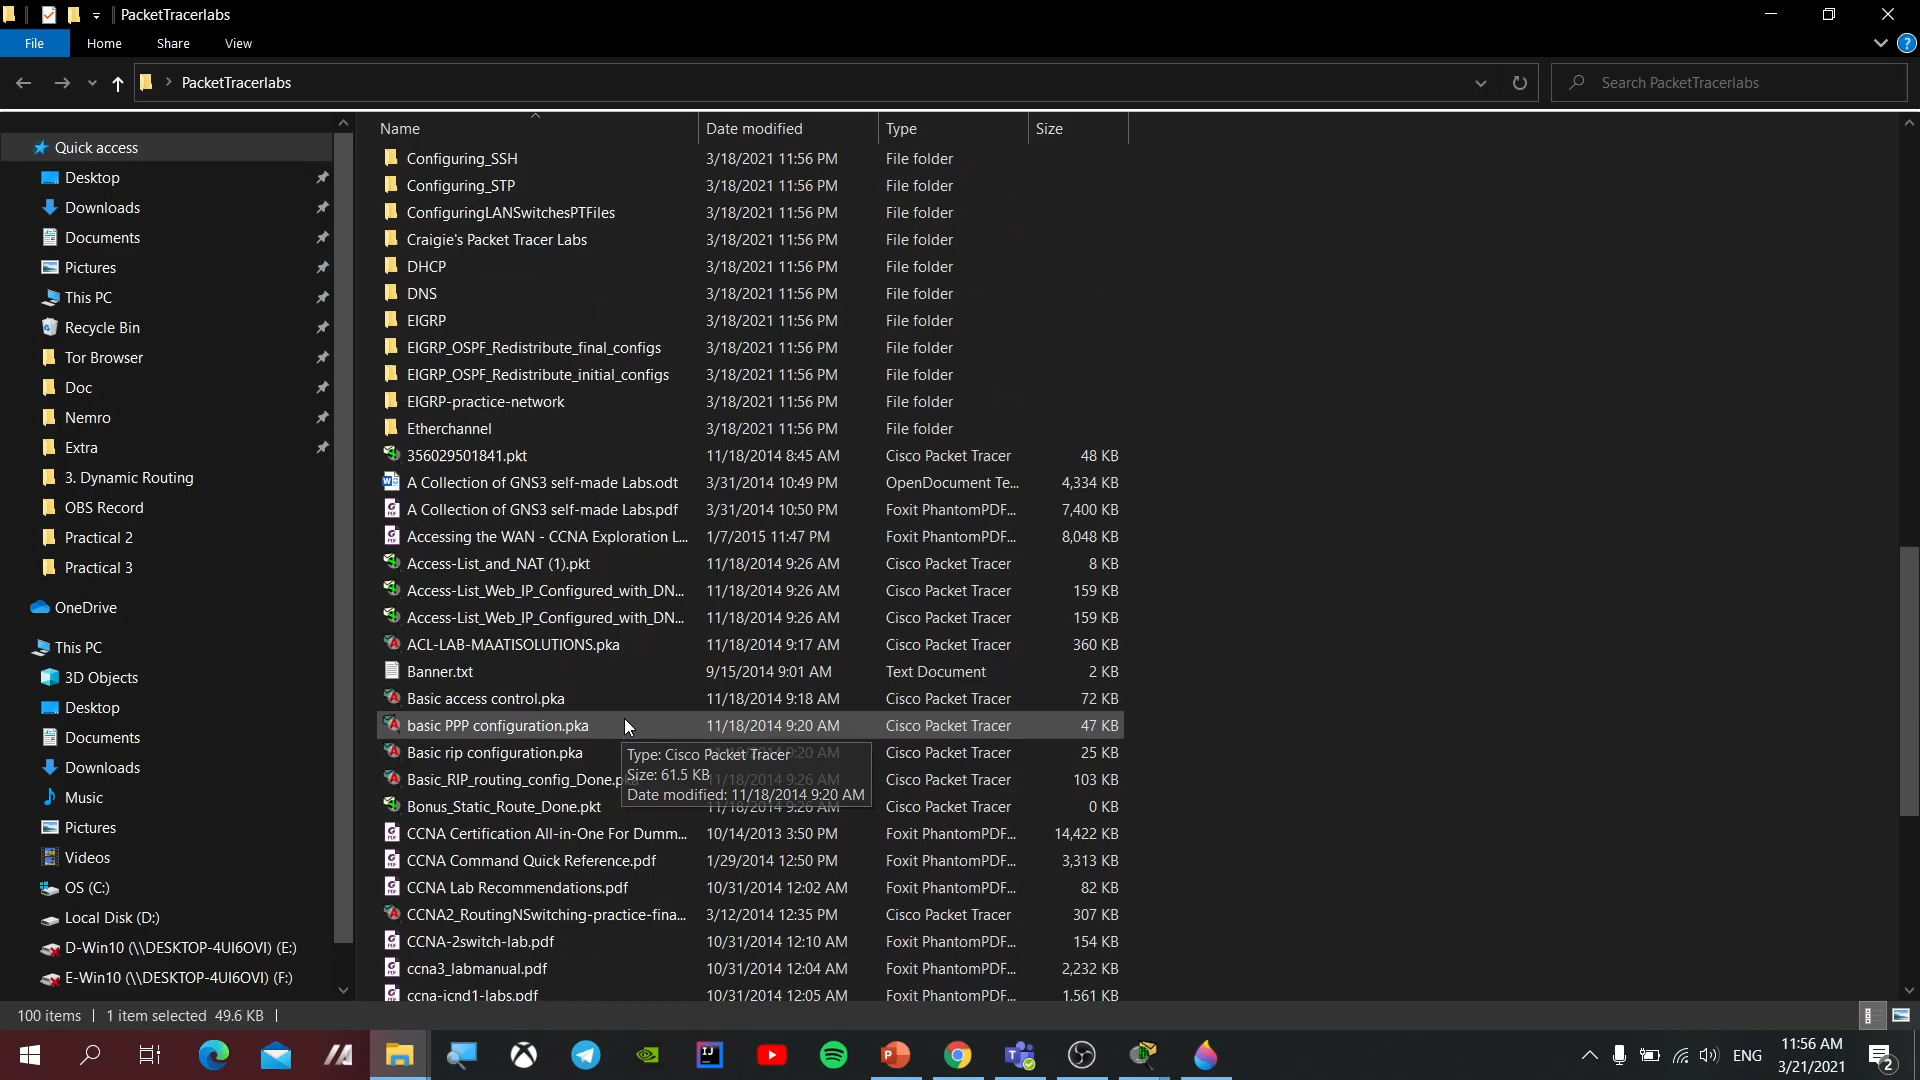 PacketTracerlabs
File Home Share View
PacketTracerlabs
Search PacketTracerlabs
Quick access
Desktop
Downloads
Documents
Pictures
This PC
Recycle Bin
Tor Browser
Doc
Nemro
Extra
3. Dynamic Routing
OBS Record
Practical 2
Practical 3
OneDrive
This PC
3D Objects
Desktop
Documents
Downloads
Music
Pictures
Videos
OS (C:)
Local Disk (D:)
D-Win10 (\\DESKTOP-4UI6OVI) (E:)
E-Win10 (\\DESKTOP-4UI6OVI) (F:)
Name Date modified Type Size
Configuring_SSH 3/18/2021 11:56 PM File folder
Configuring_STP 3/18/2021 11:56 PM File folder
ConfiguringLANSwitchesPTFiles 3/18/2021 11:56 PM File folder
Craigie's Packet Tracer Labs 3/18/2021 11:56 PM File folder
DHCP 3/18/2021 11:56 PM File folder
DNS 3/18/2021 11:56 PM File folder
EIGRP 3/18/2021 11:56 PM File folder
EIGRP_OSPF_Redistribute_final_configs 3/18/2021 11:56 PM File folder
EIGRP_OSPF_Redistribute_initial_configs 3/18/2021 11:56 PM File folder
EIGRP-practice-network 3/18/2021 11:56 PM File folder
Etherchannel 3/18/2021 11:56 PM File folder
356029501841.pkt 11/18/2014 8:45 AM Cisco Packet Tracer 48 KB
A Collection of GNS3 self-made Labs.odt 3/31/2014 10:49 PM OpenDocument Te... 4,334 KB
A Collection of GNS3 self-made Labs.pdf 3/31/2014 10:50 PM Foxit PhantomPDF... 7,400 KB
Accessing the WAN - CCNA Exploration L... 1/7/2015 11:47 PM Foxit PhantomPDF... 8,048 KB
Access-List_and_NAT (1).pkt 11/18/2014 9:26 AM Cisco Packet Tracer 8 KB
Access-List_Web_IP_Configured_with_DN... 11/18/2014 9:26 AM Cisco Packet Tracer 159 KB
Access-List_Web_IP_Configured_with_DN... 11/18/2014 9:26 AM Cisco Packet Tracer 159 KB
ACL-LAB-MAATISOLUTIONS.pka 11/18/2014 9:17 AM Cisco Packet Tracer 360 KB
Banner.txt 9/15/2014 9:01 AM Text Document 2 KB
Basic access control.pka 11/18/2014 9:18 AM Cisco Packet Tracer 72 KB
basic PPP configuration.pka 11/18/2014 9:20 AM Cisco Packet Tracer 47 KB
Basic rip configuration.pka 11/18/2014 9:20 AM Cisco Packet Tracer 25 KB
Basic_RIP_routing_config_Done.p 11/18/2014 9:26 AM Cisco Packet Tracer 103 KB
Bonus_Static_Route_Done.pkt 11/18/2014 9:26 AM Cisco Packet Tracer 0 KB
Type: Cisco Packet Tracer
Size: 61.5 KB
Date modified: 11/18/2014 9:20 AM
CCNA Certification All-in-One For Dumm... 10/14/2013 3:50 PM Foxit PhantomPDF... 14,422 KB
CCNA Command Quick Reference.pdf 1/29/2014 12:50 PM Foxit PhantomPDF... 3,313 KB
CCNA Lab Recommendations.pdf 10/31/2014 12:02 AM Foxit PhantomPDF... 82 KB
CCNA2_RoutingNSwitching-practice-fina... 3/12/2014 12:35 PM Cisco Packet Tracer 307 KB
CCNA-2switch-lab.pdf 10/31/2014 12:10 AM Foxit PhantomPDF... 154 KB
ccna3_labmanual.pdf 10/31/2014 12:04 AM Foxit PhantomPDF... 2,232 KB
ccna-icnd1-labs.pdf 10/31/2014 12:05 AM Foxit PhantomPDF... 1,561 KB
100 items 1 item selected 49.6 KB
ENG
11:56 AM
3/21/2021
2